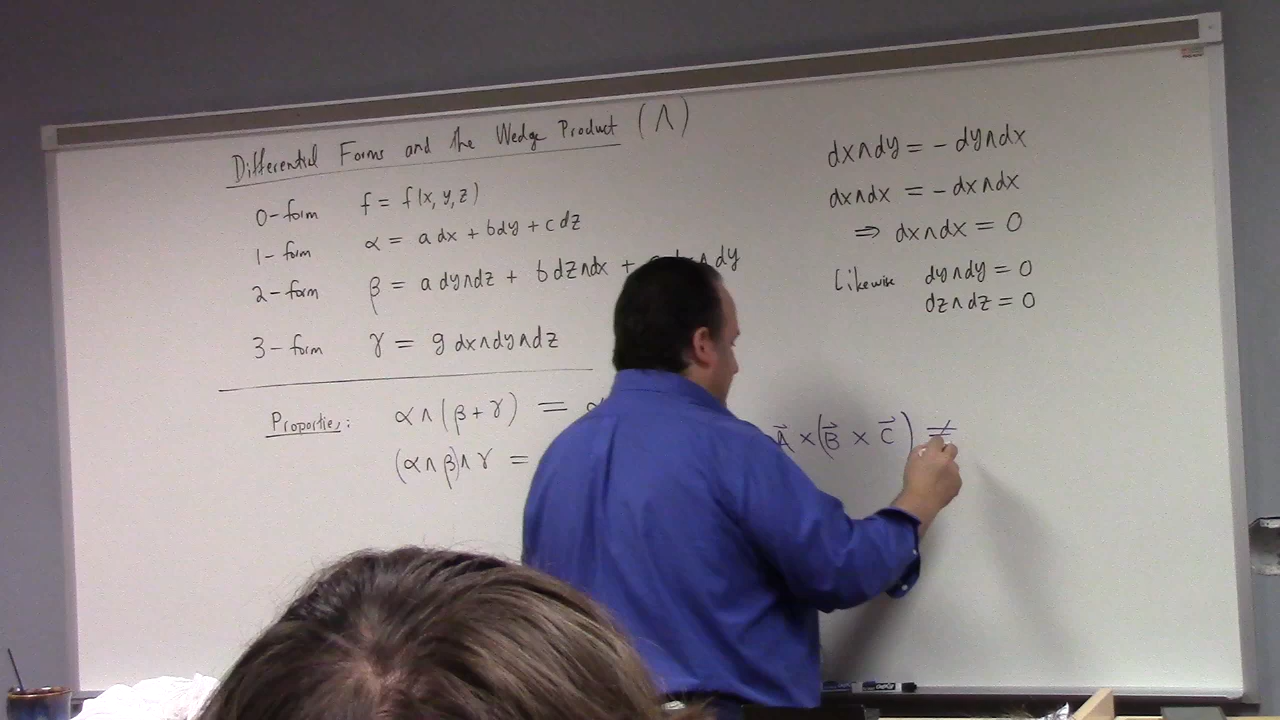 Differential Forms and the Wedge Product (∧)
0-form f = f(x, y, z)
1-form α = a dx + b dy + c dz
2-form β = a dy∧dz + b dz∧dx + dy
3-form γ = g dx∧dy∧dz
Properties: α∧(β + γ) =
(α∧β)∧γ =
dx∧dy = - dy∧dx
dx∧dx = - dx∧dx
⇒ dx∧dx = 0
Likewise dy∧dy = 0
dz∧dz = 0
A⃗ × (B⃗ × C⃗) ≠